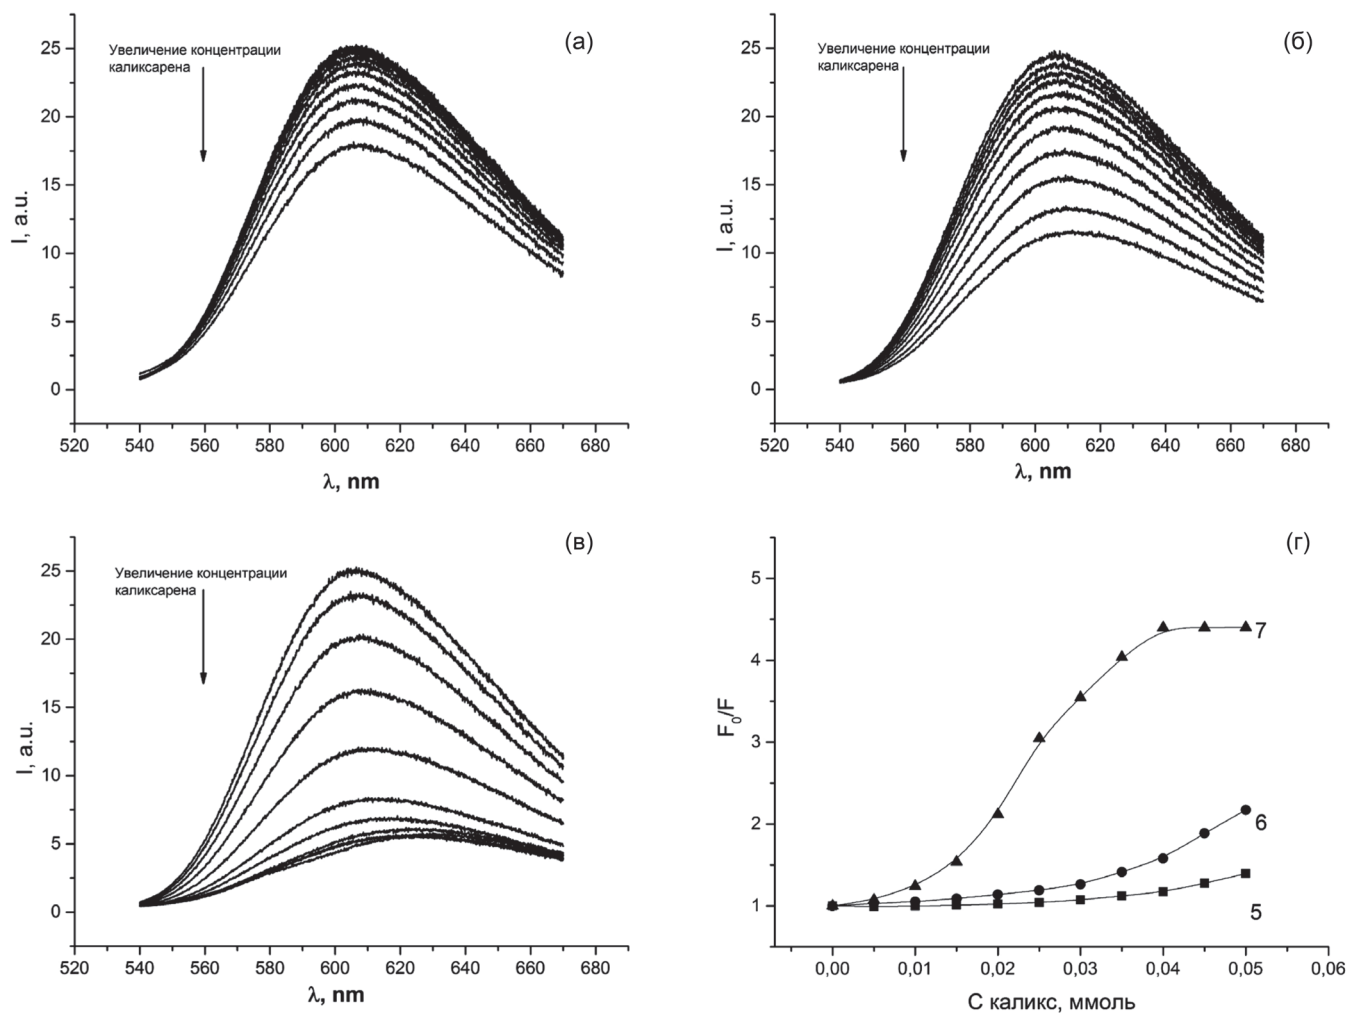 (а)
Увеличение концентрации
каликсарена
I, a.u.
25
20
15
10
5
0
520 540 560 580 600 620 640 660 680
λ, nm
(б)
Увеличение концентрации
каликсарена
I, a.u.
25
20
15
10
5
0
520 540 560 580 600 620 640 660 680
λ, nm
(в)
Увеличение концентрации
каликсарена
I, a.u.
25
20
15
10
5
0
520 540 560 580 600 620 640 660 680
λ, nm
(г)
F₀/F
5
4
3
2
1
7
6
5
0,00 0,01 0,02 0,03 0,04 0,05 0,06
С каликс, ммоль